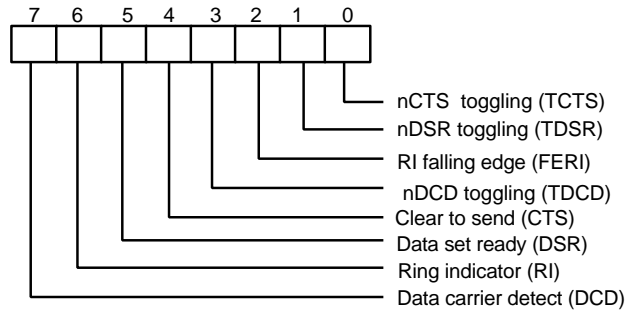 7 6 5 4 3 2 1 0
nCTS toggling (TCTS)
nDSR toggling (TDSR)
RI falling edge (FERI)
nDCD toggling (TDCD)
Clear to send (CTS)
Data set ready (DSR)
Ring indicator (RI)
Data carrier detect (DCD)